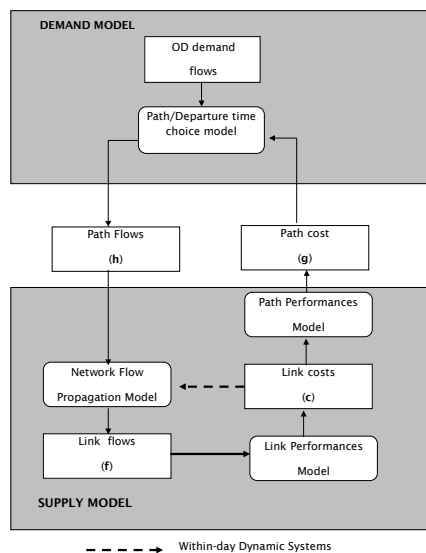 DEMAND MODEL
OD demand
flows
Path/Departure time
choice model
Path Flows
(h)
Path cost
(g)
Path Performances
Model
Network Flow
Propagation Model
Link costs
(c)
Link flows
(f)
Link Performances
Model
SUPPLY MODEL
Within-day Dynamic Systems